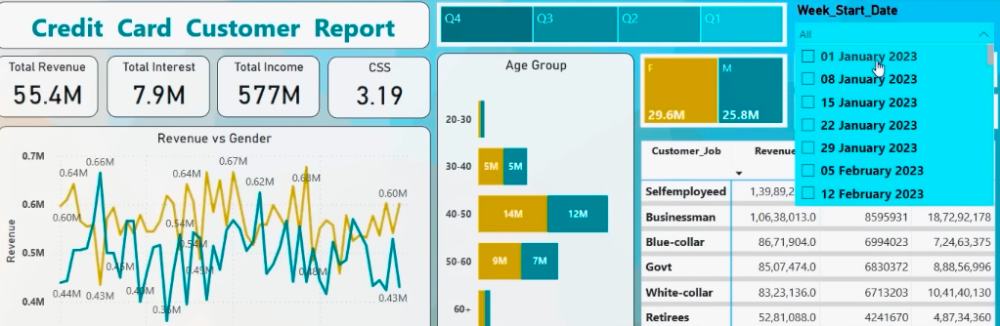 Credit Card Customer Report
Q4
Q3
Q2
Q1
Week_Start_Date
All
01 January 2023
08 January 2023
15 January 2023
22 January 2023
29 January 2023
05 February 2023
12 February 2023
Total Revenue
55.4M
Total Interest
7.9M
Total Income
577M
CSS
3.19
Revenue vs Gender
Revenue
0.7M
0.6M
0.5M
0.4M
0.64M
0.66M
0.64M
0.67M
0.62M
0.68M
0.60M
0.60M
0.54M
0.54M
0.45M
0.49M
0.48M
0.44M
0.43M
0.40M
0.43M
Age Group
20-30
30-40
5M
5M
40-50
14M
12M
50-60
9M
7M
60+
F
M
29.6M
25.8M
Customer_Job Revenue
Selfemployeed 1,39,89,2
Businessman 1,06,38,013.0 8595931 18,72,92,178
Blue-collar 86,71,904.0 6994023 7,24,63,375
Govt 85,07,474.0 6830372 8,88,56,996
White-collar 83,23,136.0 6713203 10,41,40,130
Retirees 52,81,088.0 4241670 4,87,34,360